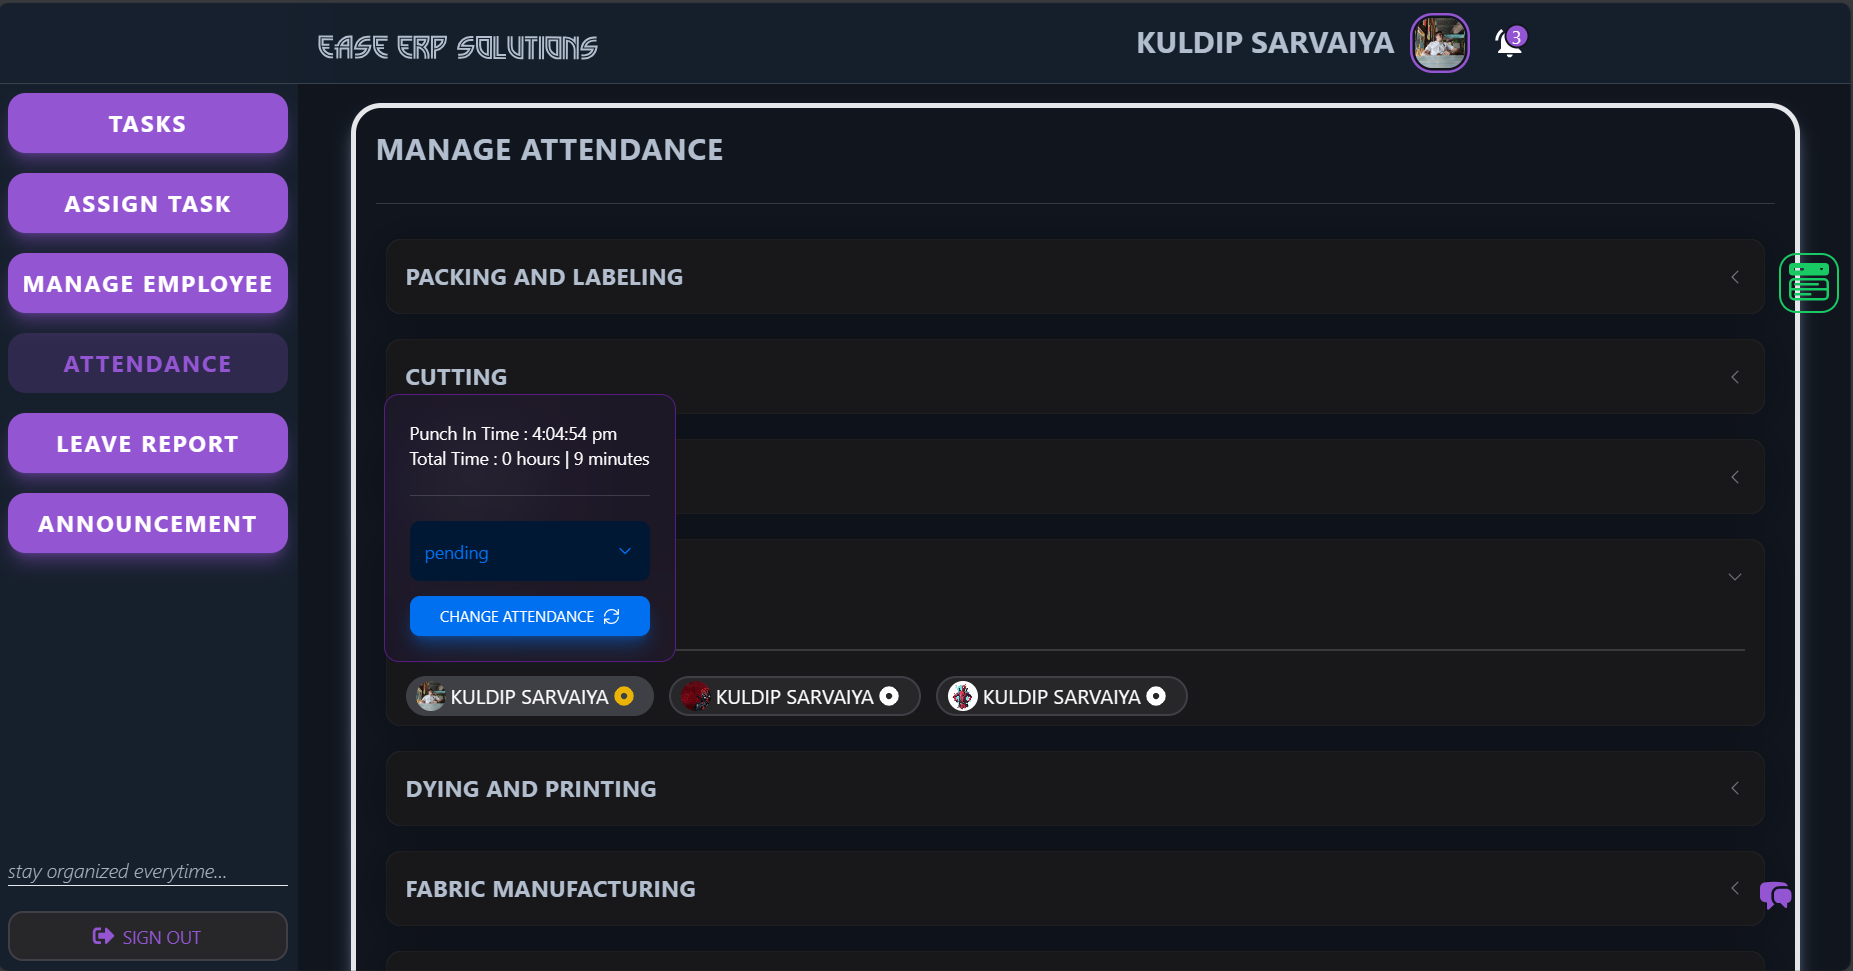 EASE ERP SOLUTIONS
KULDIP SARVAIYA
3
TASKS
ASSIGN TASK
MANAGE EMPLOYEE
ATTENDANCE
LEAVE REPORT
ANNOUNCEMENT
stay organized everytime...
SIGN OUT
MANAGE ATTENDANCE
PACKING AND LABELING
CUTTING
Punch In Time : 4:04:54 pm
Total Time : 0 hours | 9 minutes
pending
CHANGE ATTENDANCE
KULDIP SARVAIYA
KULDIP SARVAIYA
KULDIP SARVAIYA
DYING AND PRINTING
FABRIC MANUFACTURING